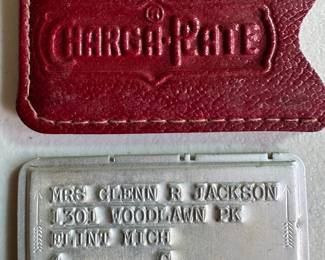 ®
CHARGA-PLATE
MRS GLENN R JACKSON
1301 WOODLAWN PK
FLINT MICH